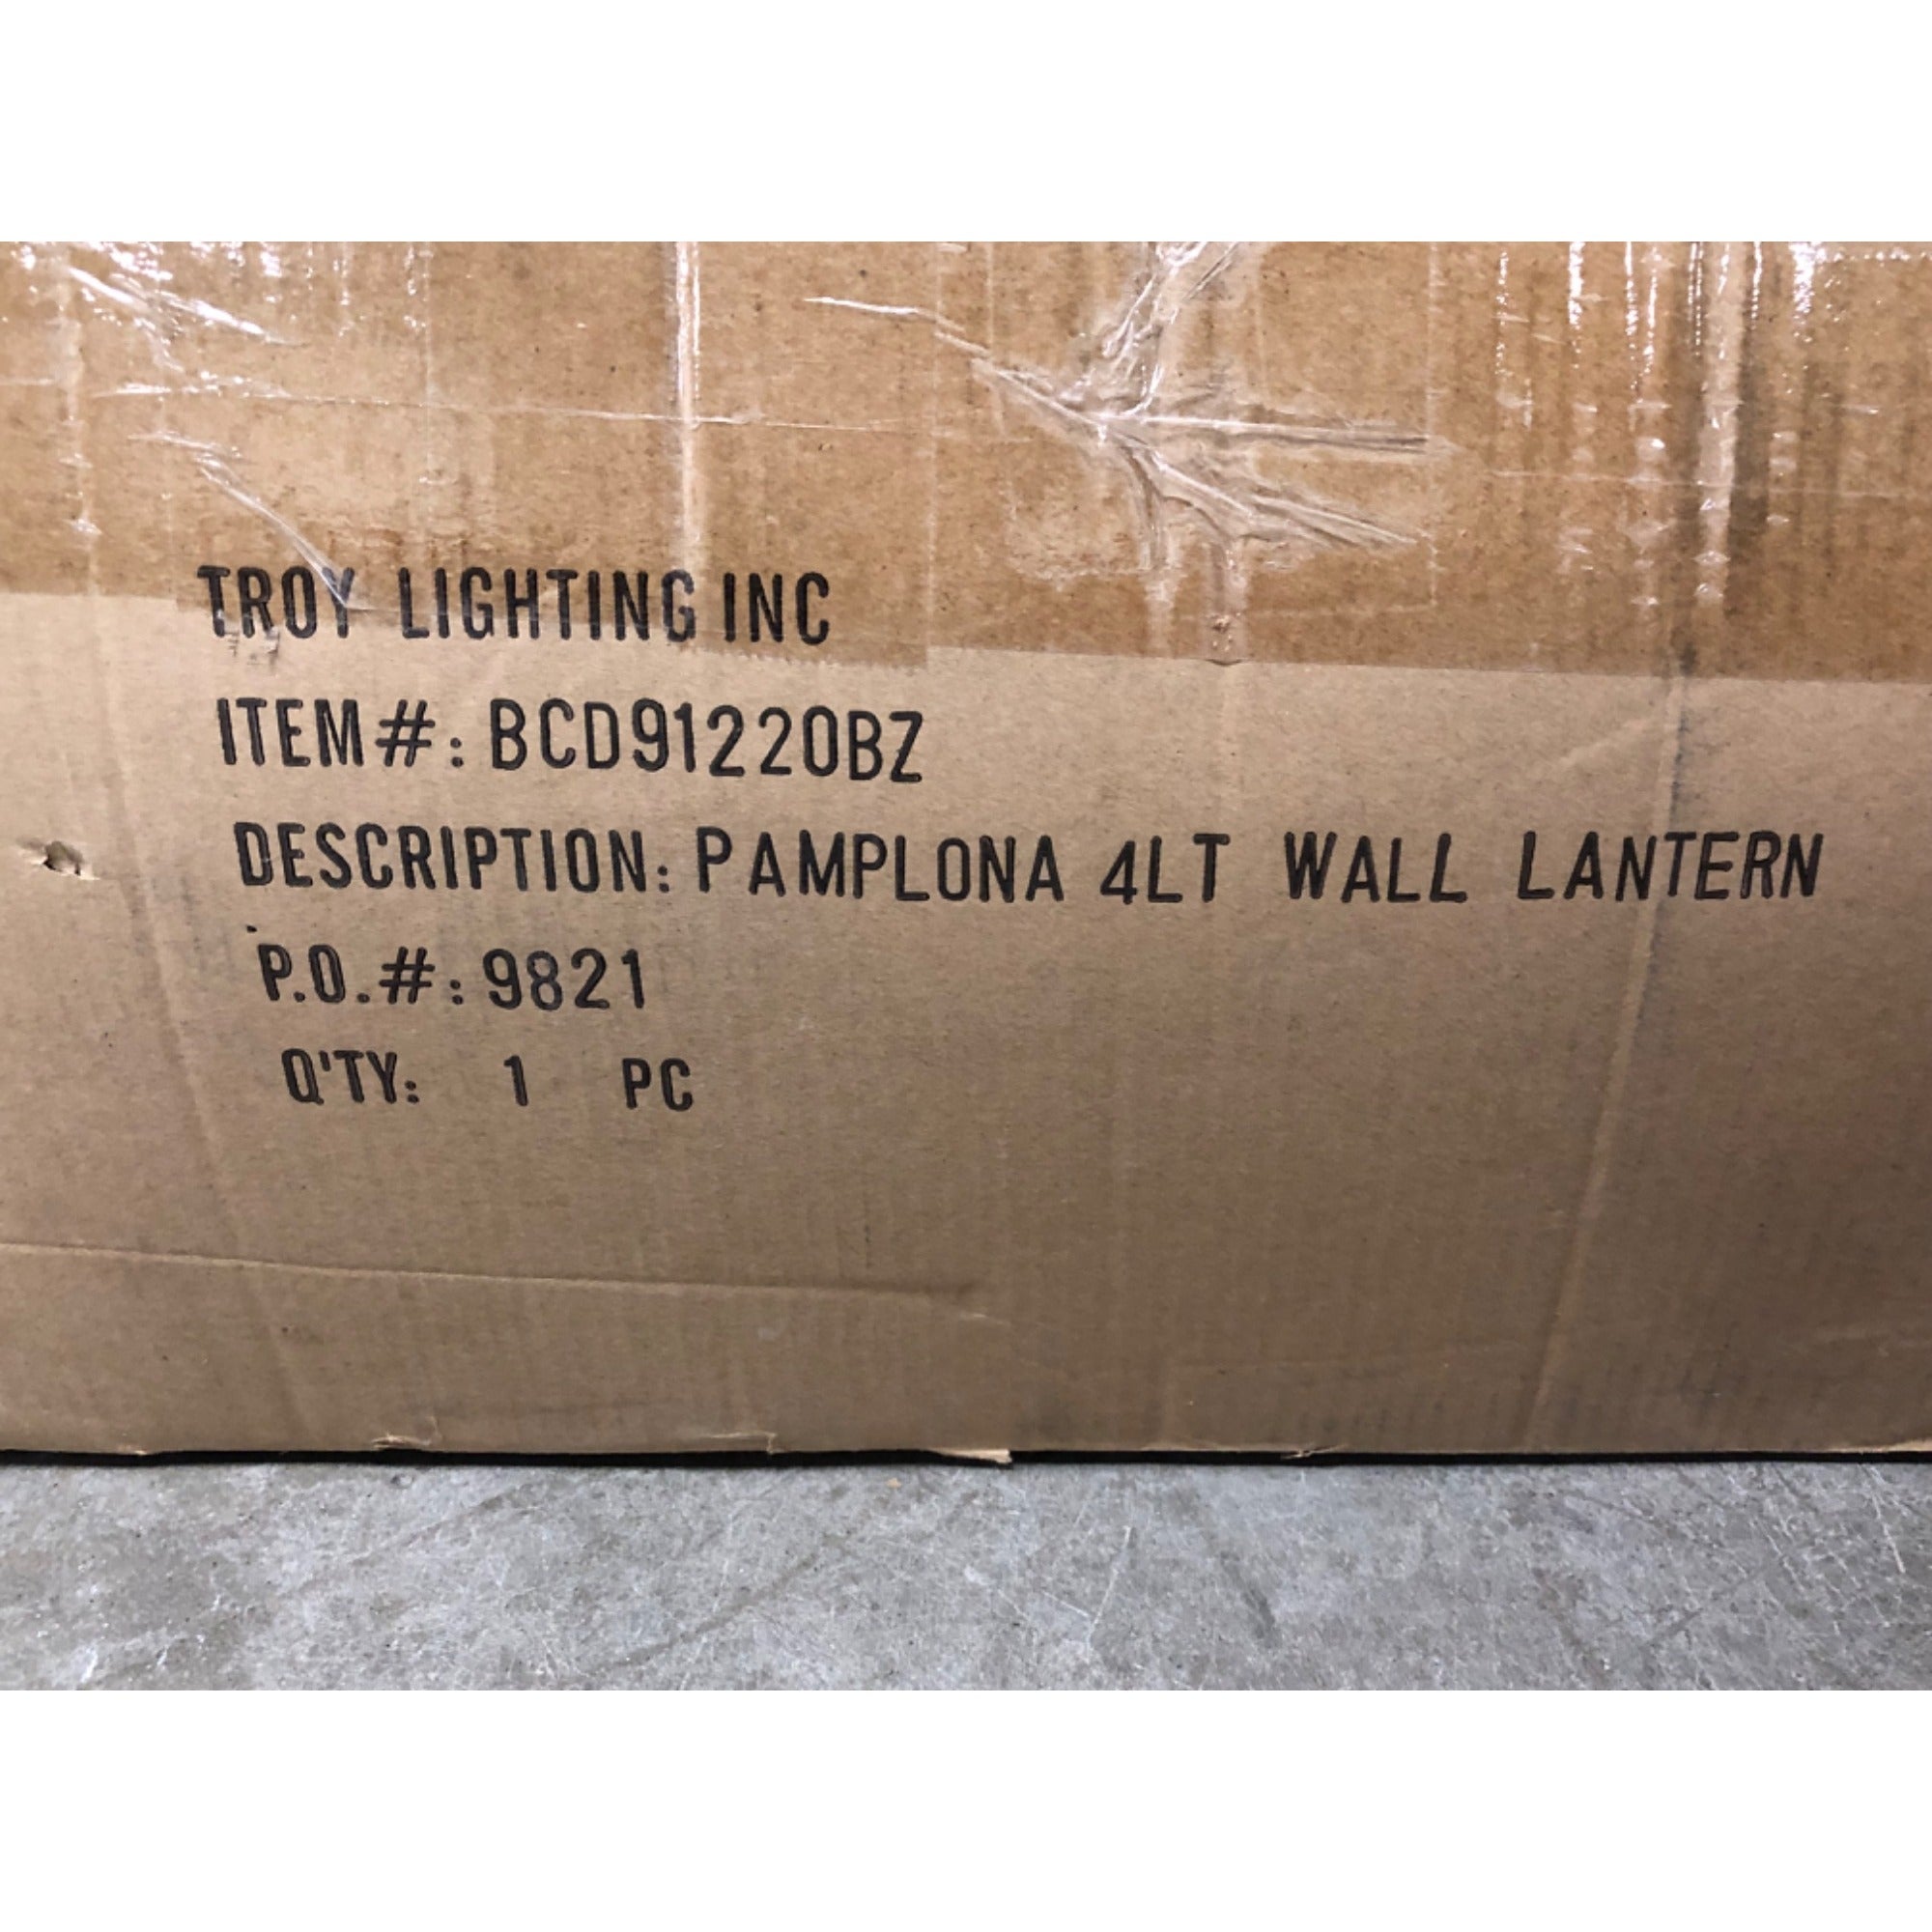 TROY LIGHTING INC
ITEM#: BCD91220BZ
DESCRIPTION: PAMPLONA 4LT WALL LANTERN
P.O.#: 9821
Q'TY: 1 PC